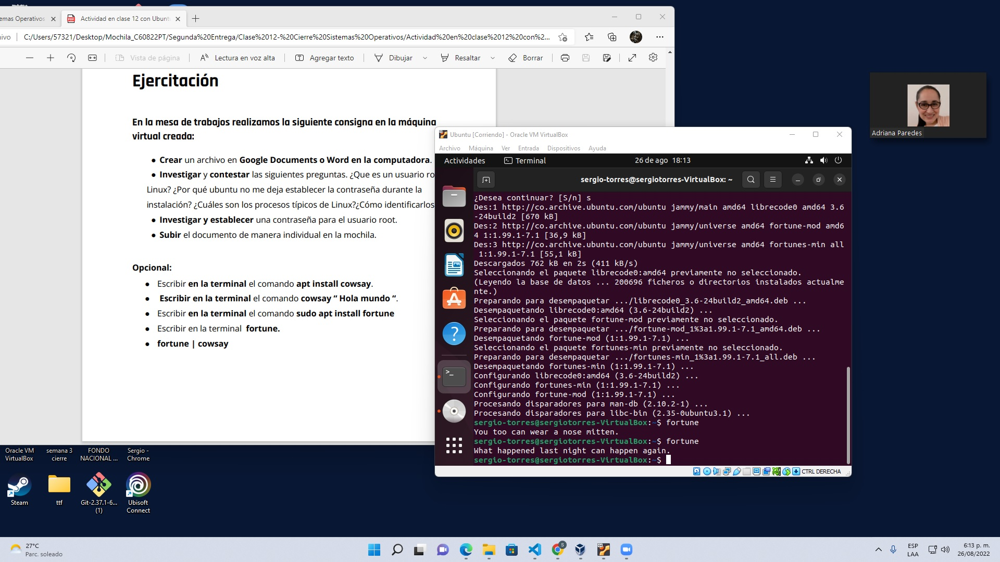 emas Operativos
Actividad en clase 12 con Ubunt
ivo
C:/Users/57321/Desktop/Mochila_C60822PT/Segunda%20Entrega/Clase%2012-%20Cierre%20Sistemas%20Operativos/Actividad%20en%20clase%2012%20con%2...
Vista de página
Lectura en voz alta
Agregar texto
Dibujar
Resaltar
Borrar
Ejercitación
En la mesa de trabajos realizamos la siguiente consigna en la máquina
virtual creada:
● Crear un archivo en Google Documents o Word en la computadora.
● Investigar y contestar las siguientes preguntas. ¿Que es un usuario ro
Linux? ¿Por qué ubuntu no me deja establecer la contraseña durante la
instalación? ¿Cuáles son los procesos típicos de Linux?¿Cómo identificarlos
● Investigar y establecer una contraseña para el usuario root.
● Subir el documento de manera individual en la mochila.
Opcional:
● Escribir en la terminal el comando apt install cowsay.
● Escribir en la terminal el comando cowsay “ Hola mundo “.
● Escribir en la terminal el comando sudo apt install fortune
● Escribir en la terminal fortune.
● fortune | cowsay
Ubuntu [Corriendo] - Oracle VM VirtualBox
Archivo Máquina Ver Entrada Dispositivos Ayuda
Actividades
Terminal
26 de ago 18:13
sergio-torres@sergiotorres-VirtualBox: ~
¿Desea continuar? [S/n] s
Des:1 http://co.archive.ubuntu.com/ubuntu jammy/main amd64 librecode0 amd64 3.6
-24build2 [670 kB]
Des:2 http://co.archive.ubuntu.com/ubuntu jammy/universe amd64 fortune-mod amd6
4 1:1.99.1-7.1 [36,9 kB]
Des:3 http://co.archive.ubuntu.com/ubuntu jammy/universe amd64 fortunes-min all
1:1.99.1-7.1 [55,1 kB]
Descargados 762 kB en 2s (411 kB/s)
Seleccionando el paquete librecode0:amd64 previamente no seleccionado.
(Leyendo la base de datos ... 200696 ficheros o directorios instalados actualme
nte.)
Preparando para desempaquetar .../librecode0_3.6-24build2_amd64.deb ...
Desempaquetando librecode0:amd64 (3.6-24build2) ...
Seleccionando el paquete fortune-mod previamente no seleccionado.
Preparando para desempaquetar .../fortune-mod_1%3a1.99.1-7.1_amd64.deb ...
Desempaquetando fortune-mod (1:1.99.1-7.1) ...
Seleccionando el paquete fortunes-min previamente no seleccionado.
Preparando para desempaquetar .../fortunes-min_1%3a1.99.1-7.1_all.deb ...
Desempaquetando fortunes-min (1:1.99.1-7.1) ...
Configurando librecode0:amd64 (3.6-24build2) ...
Configurando fortunes-min (1:1.99.1-7.1) ...
Configurando fortune-mod (1:1.99.1-7.1) ...
Procesando disparadores para man-db (2.10.2-1) ...
Procesando disparadores para libc-bin (2.35-0ubuntu3.1) ...
sergio-torres@sergiotorres-VirtualBox:~$ fortune
You too can wear a nose mitten.
sergio-torres@sergiotorres-VirtualBox:~$ fortune
What happened last night can happen again.
sergio-torres@sergiotorres-VirtualBox:~$
CTRL DERECHA
Adriana Paredes
Oracle VM
VirtualBox
semana 3
cierre
FONDO
NACIONAL ...
Sergio -
Chrome
Steam
ttf
Git-2.37.1-6...
(1)
Ubisoft
Connect
27°C
Parc. soleado
ESP
LAA
6:13 p. m.
26/08/2022